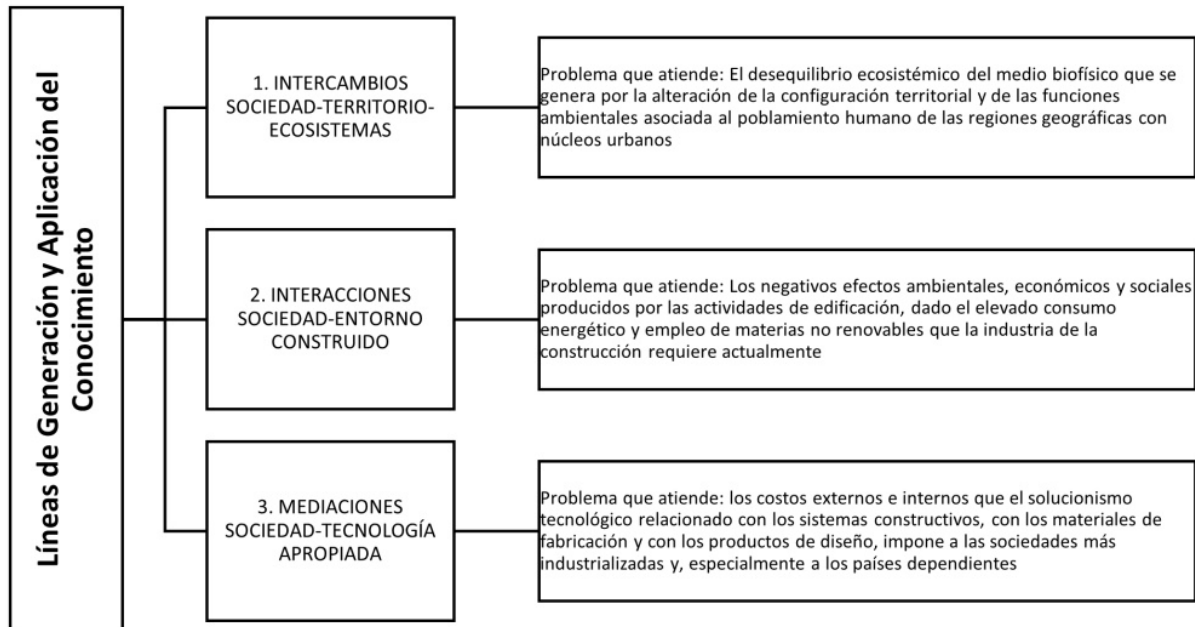 Líneas de Generación y Aplicación del
Conocimiento
1. INTERCAMBIOS
SOCIEDAD-TERRITORIO-
ECOSISTEMAS
Problema que atiende: El desequilibrio ecosistémico del medio biofísico que se
genera por la alteración de la configuración territorial y de las funciones
ambientales asociada al poblamiento humano de las regiones geográficas con
núcleos urbanos
2. INTERACCIONES
SOCIEDAD-ENTORNO
CONSTRUIDO
Problema que atiende: Los negativos efectos ambientales, económicos y sociales
producidos por las actividades de edificación, dado el elevado consumo
energético y empleo de materias no renovables que la industria de la
construcción requiere actualmente
3. MEDIACIONES
SOCIEDAD-TECNOLOGÍA
APROPIADA
Problema que atiende: los costos externos e internos que el solucionismo
tecnológico relacionado con los sistemas constructivos, con los materiales de
fabricación y con los productos de diseño, impone a las sociedades más
industrializadas y, especialmente a los países dependientes